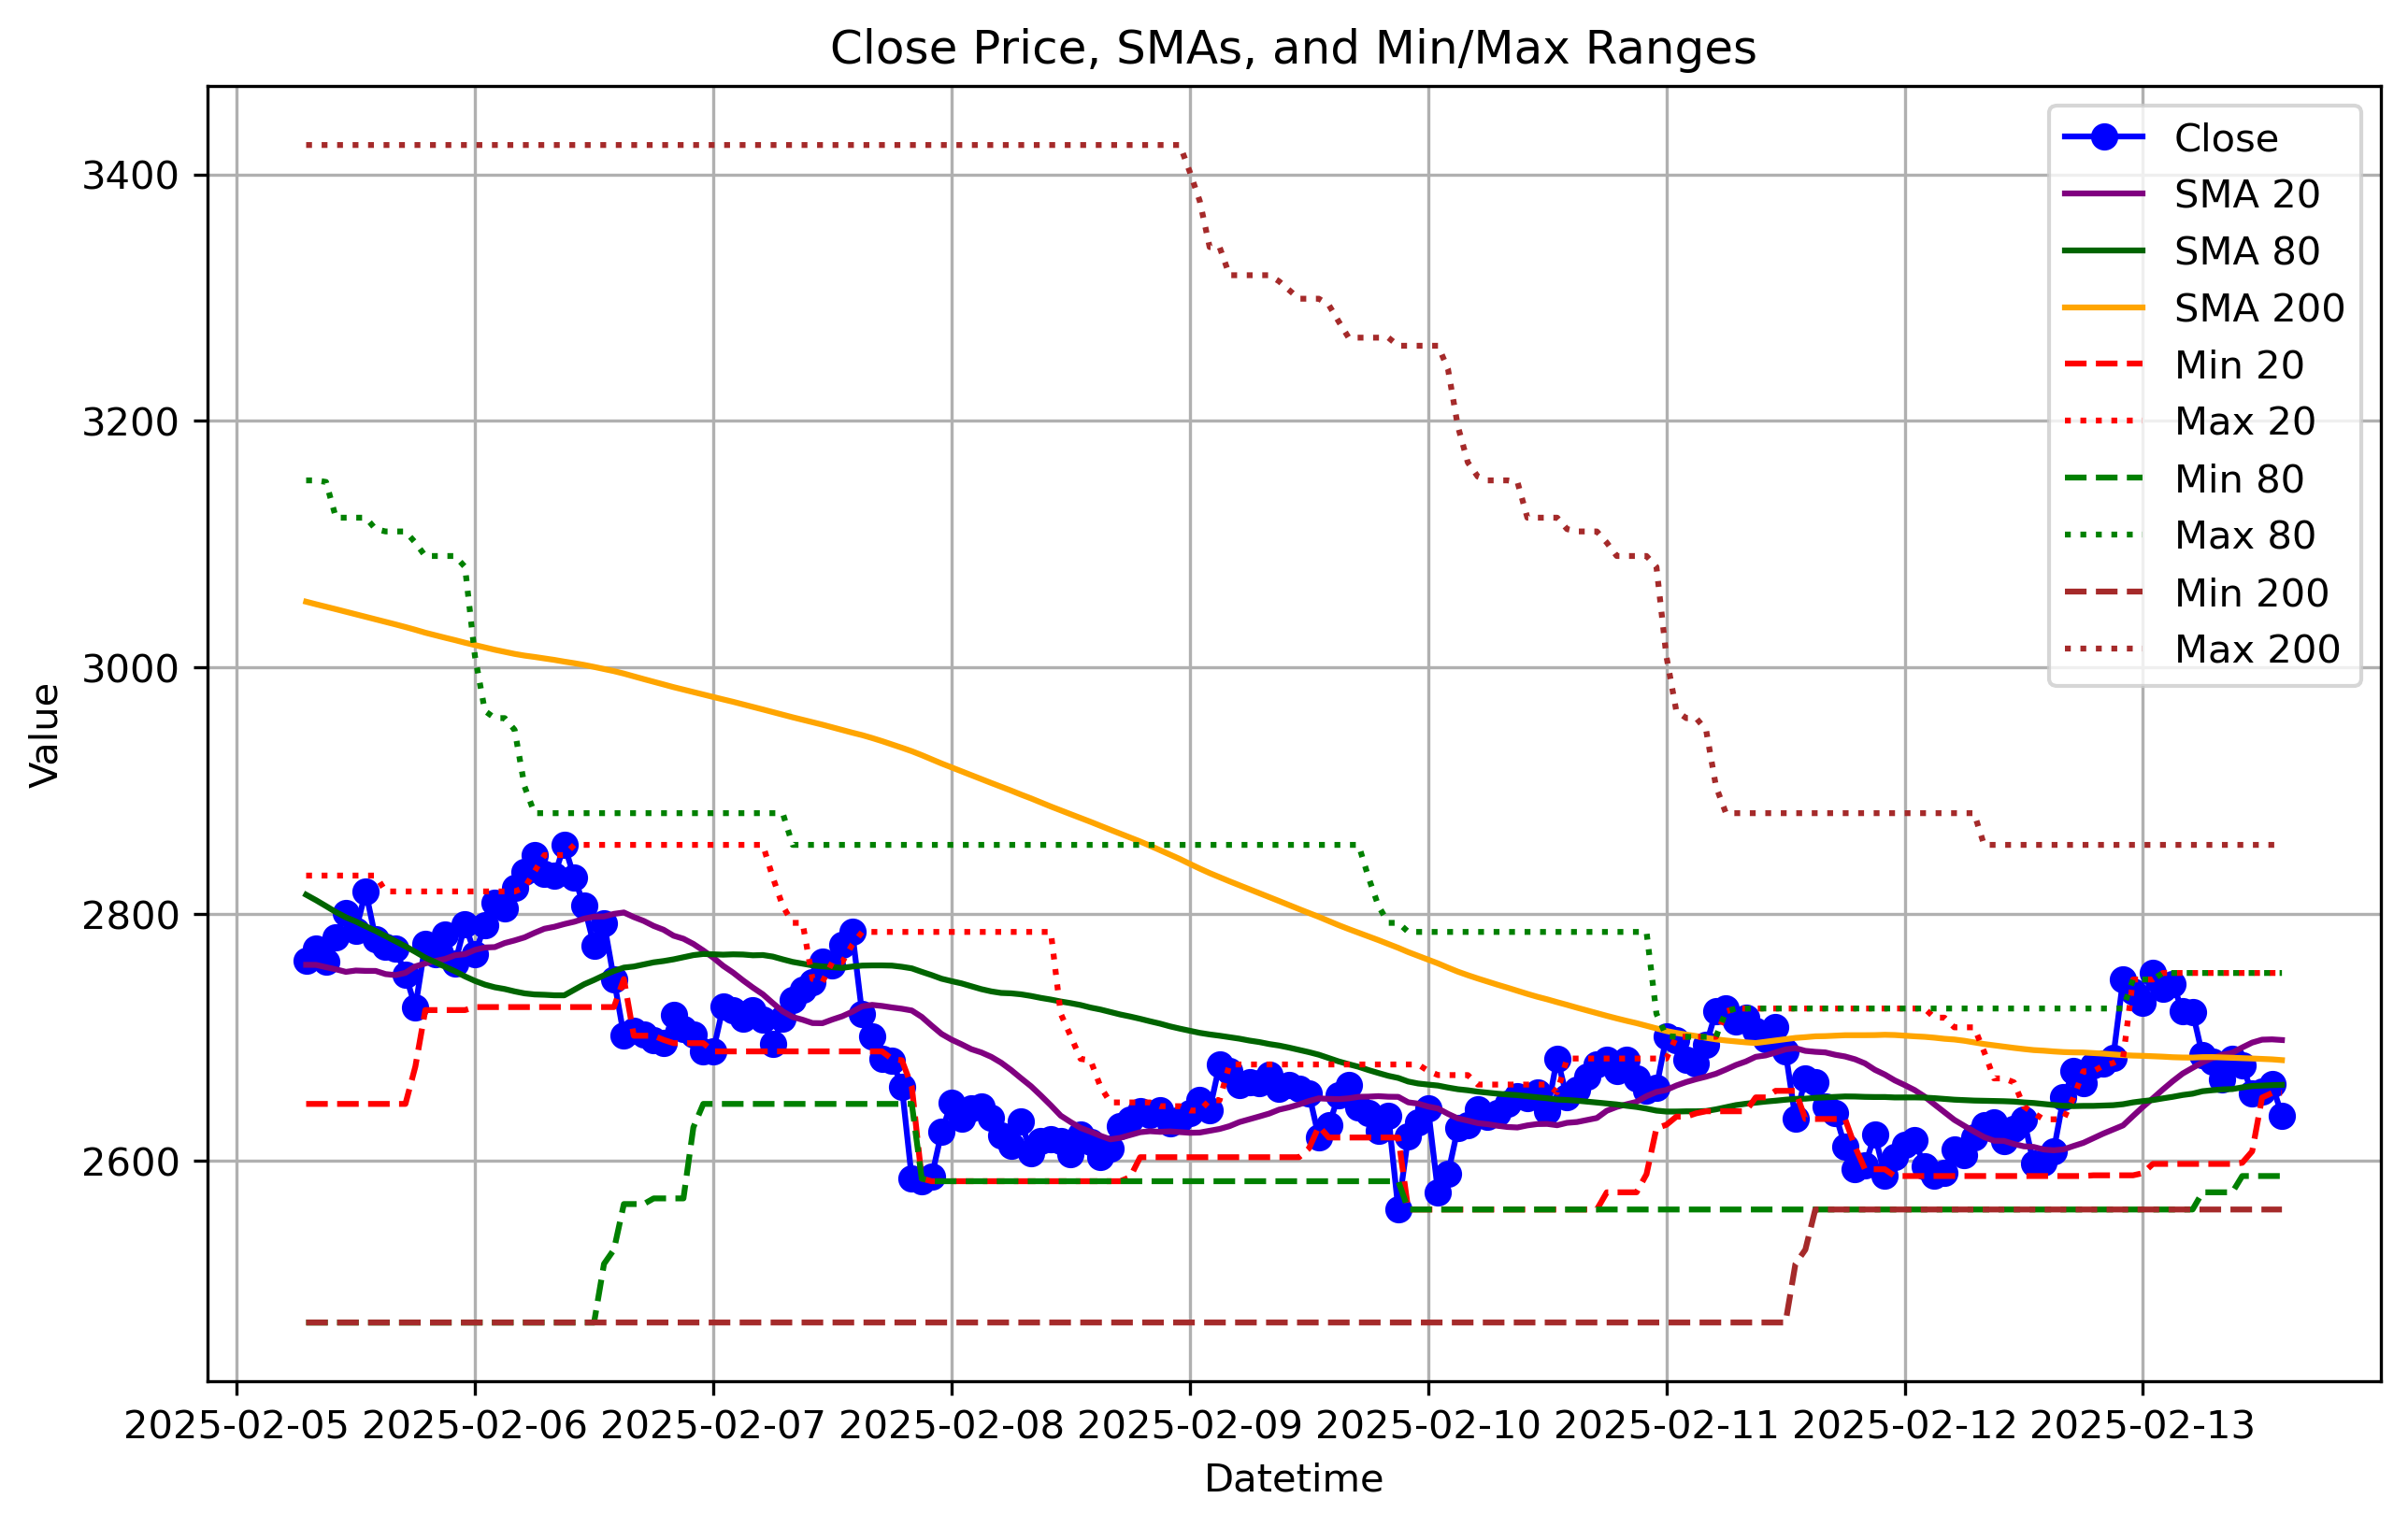 Close Price, SMAs, and Min/Max Ranges
Close
SMA 20
SMA 80
SMA 200
Min 20
Max 20
Min 80
Max 80
Min 200
Max 200
3400
3200
3000
2800
2600
Value
2025-02-05 2025-02-06 2025-02-07 2025-02-08 2025-02-09 2025-02-10 2025-02-11 2025-02-12 2025-02-13
Datetime